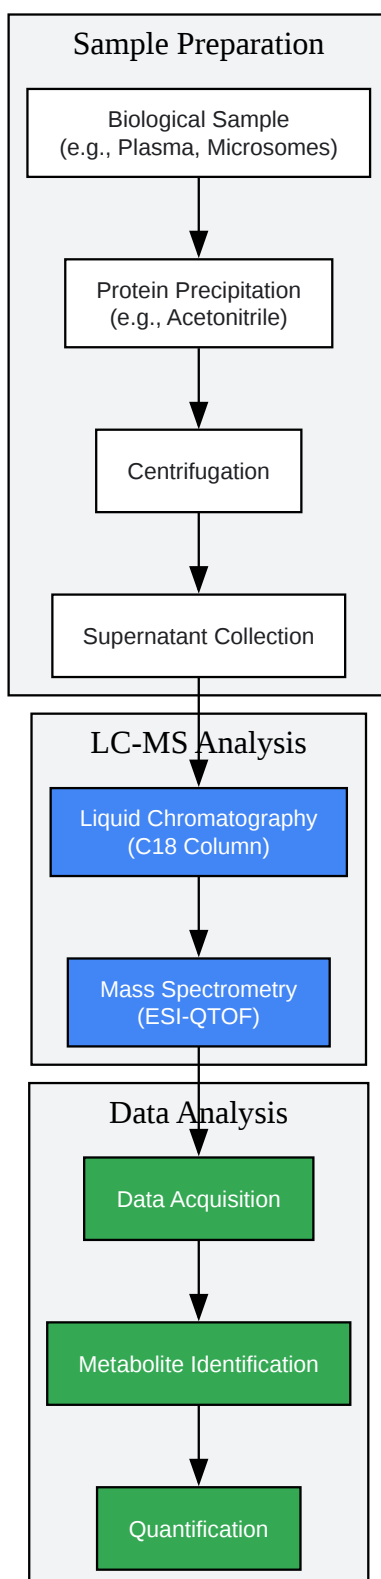 Sample Preparation
Biological Sample
(e.g., Plasma, Microsomes)
Protein Precipitation
(e.g., Acetonitrile)
Centrifugation
Supernatant Collection
LC-MS Analysis
Liquid Chromatography
(C18 Column)
Mass Spectrometry
(ESI-QTOF)
Data Analysis
Data Acquisition
Metabolite Identification
Quantification